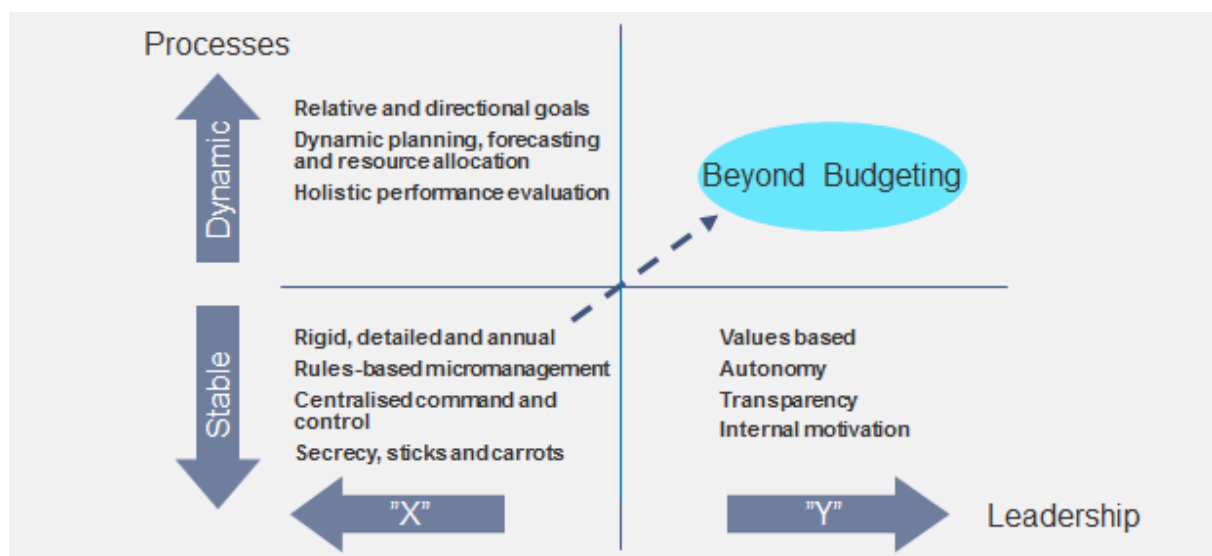 Processes
Dynamic
Relative and directional goals
Dynamic planning, forecasting
and resource allocation
Holistic performance evaluation
Beyond Budgeting
Stable
Rigid, detailed and annual
Rules-based micromanagement
Centralised command and
control
Secrecy, sticks and carrots
Values based
Autonomy
Transparency
Internal motivation
”X”
”Y”
Leadership